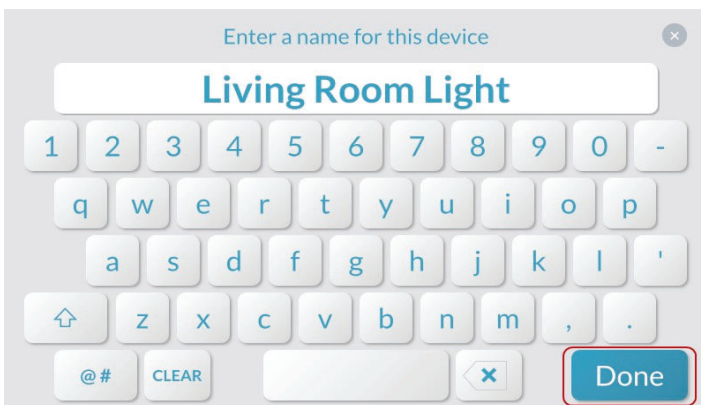 Enter a name for this device
Living Room Light
1 2 3 4 5 6 7 8 9 0 -
q w e r t y u i o p
a s d f g h j k l '
z x c v b n m , .
@# CLEAR Done